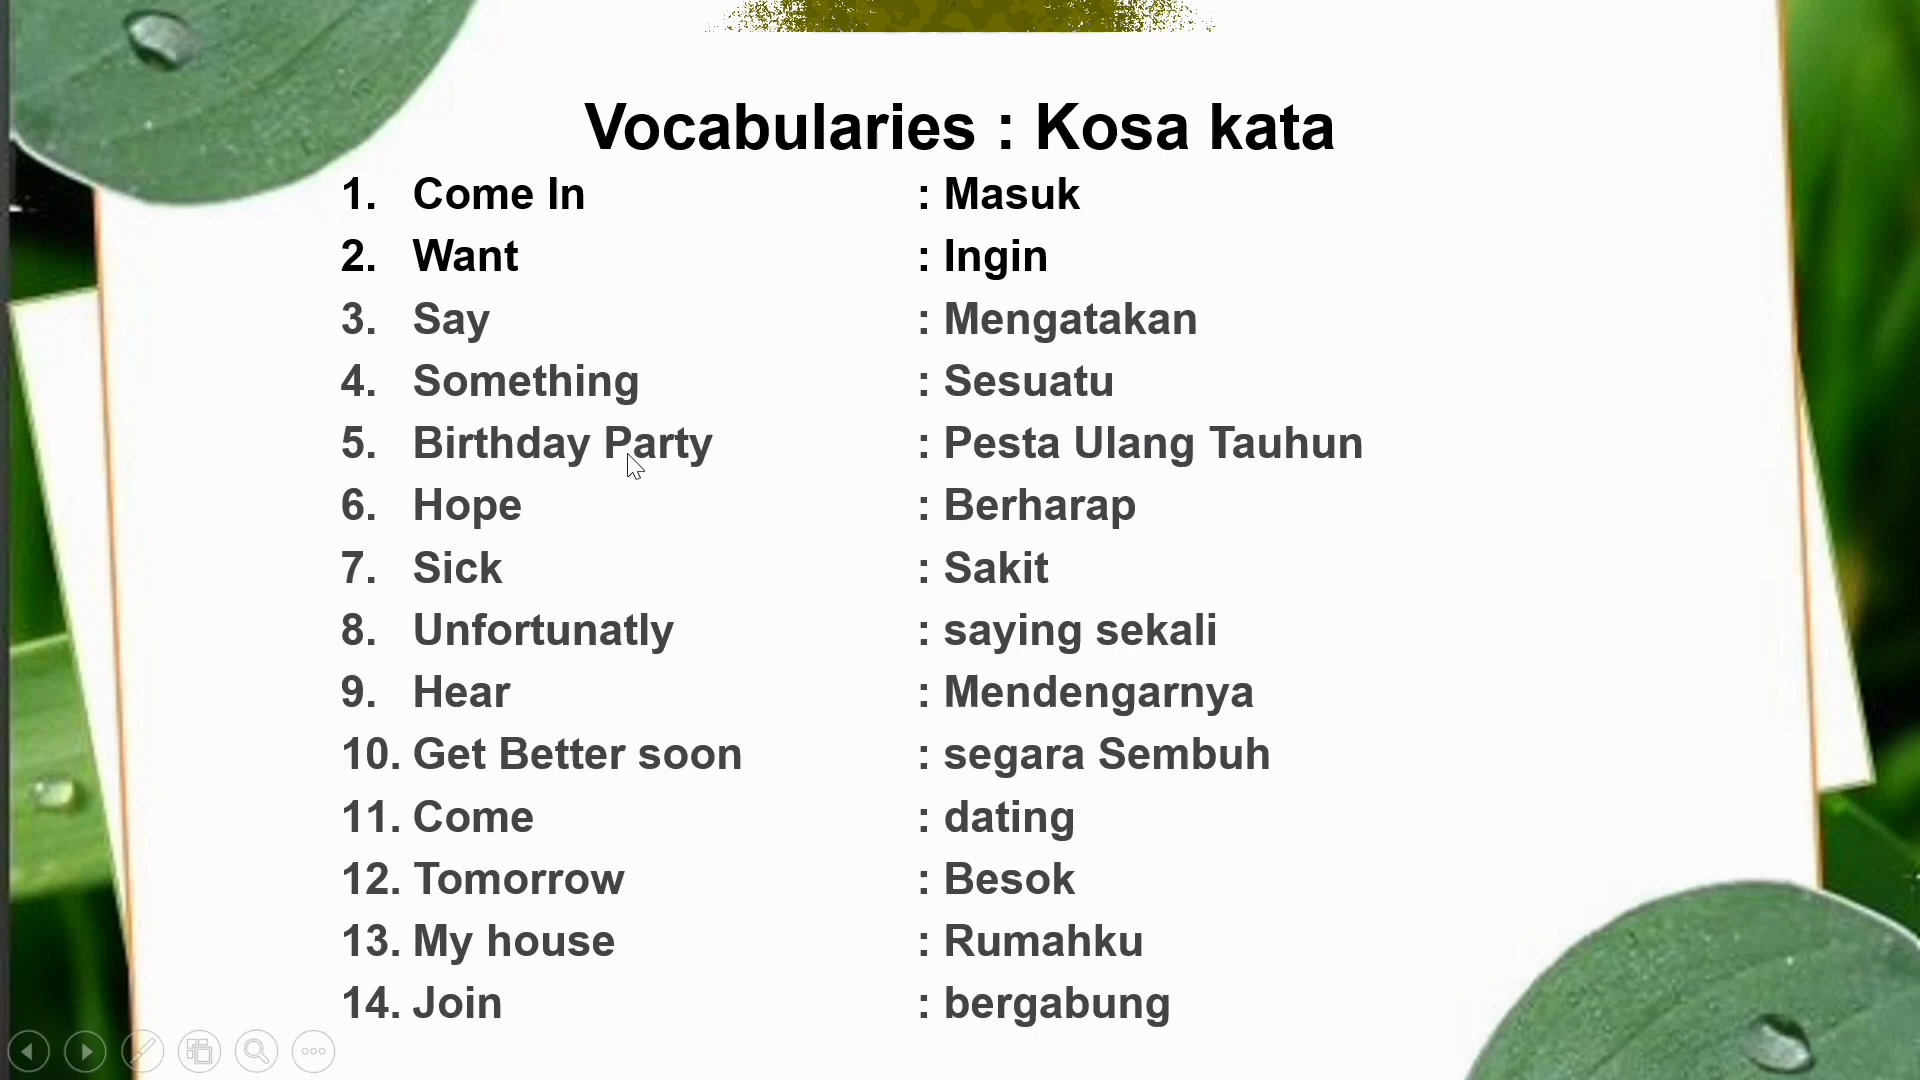 Vocabularies : Kosa kata
1. Come In : Masuk
2. Want : Ingin
3. Say : Mengatakan
4. Something : Sesuatu
5. Birthday Party : Pesta Ulang Tauhun
6. Hope : Berharap
7. Sick : Sakit
8. Unfortunatly : saying sekali
9. Hear : Mendengarnya
10. Get Better soon : segara Sembuh
11. Come : dating
12. Tomorrow : Besok
13. My house : Rumahku
14. Join : bergabung